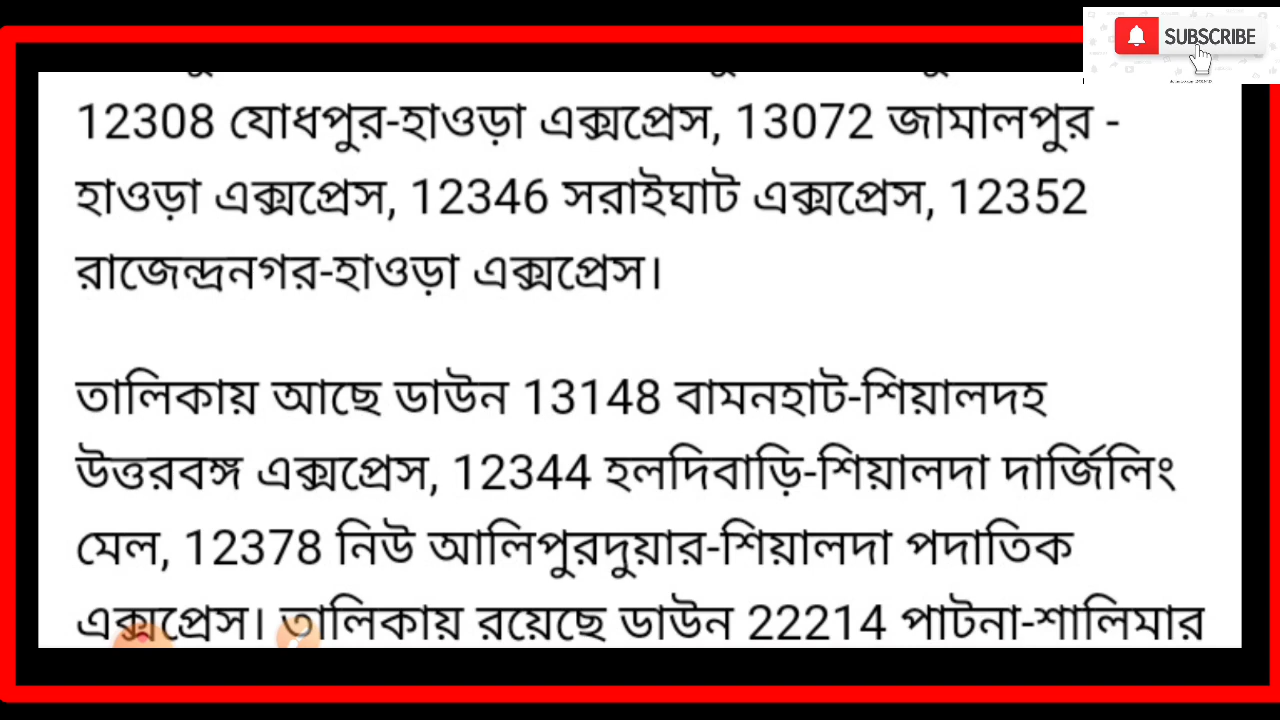 SUBSCRIBE
12308 যোধপুর-হাওড়া এক্সপ্রেস, 13072 জামালপুর -
হাওড়া এক্সপ্রেস, 12346 সরাইঘাট এক্সপ্রেস, 12352
রাজেন্দ্রনগর-হাওড়া এক্সপ্রেস।
তালিকায় আছে ডাউন 13148 বামনহাট-শিয়ালদহ
উত্তরবঙ্গ এক্সপ্রেস, 12344 হলদিবাড়ি-শিয়ালদা দার্জিলিং
মেল, 12378 নিউ আলিপুরদুয়ার-শিয়ালদা পদাতিক
এক্সপ্রেস। তালিকায় রয়েছে ডাউন 22214 পাটনা-শালিমার